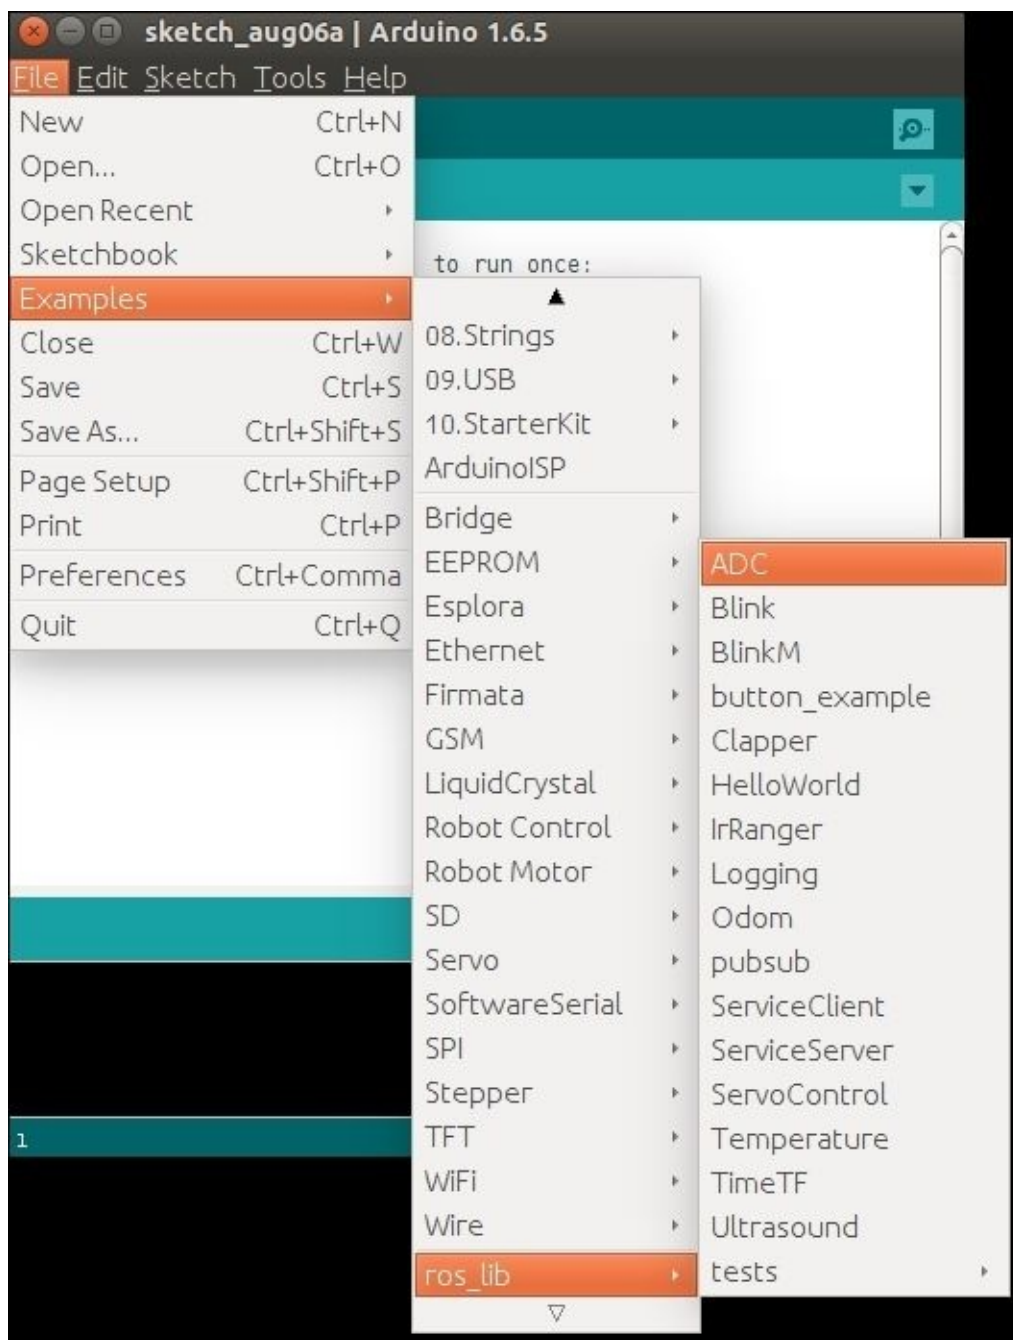 sketch_aug06a | Arduino 1.6.5
File Edit Sketch Tools Help
New Ctrl+N
Open... Ctrl+O
Open Recent
Sketchbook
Examples
Close Ctrl+W
Save Ctrl+S
Save As... Ctrl+Shift+S
Page Setup Ctrl+Shift+P
Print Ctrl+P
Preferences Ctrl+Comma
Quit Ctrl+Q
to run once:
08.Strings
09.USB
10.StarterKit
ArduinoISP
Bridge
EEPROM
Esplora
Ethernet
Firmata
GSM
LiquidCrystal
Robot Control
Robot Motor
SD
Servo
SoftwareSerial
SPI
Stepper
TFT
WiFi
Wire
ros_lib
ADC
Blink
BlinkM
button_example
Clapper
HelloWorld
IrRanger
Logging
Odom
pubsub
ServiceClient
ServiceServer
ServoControl
Temperature
TimeTF
Ultrasound
tests
1